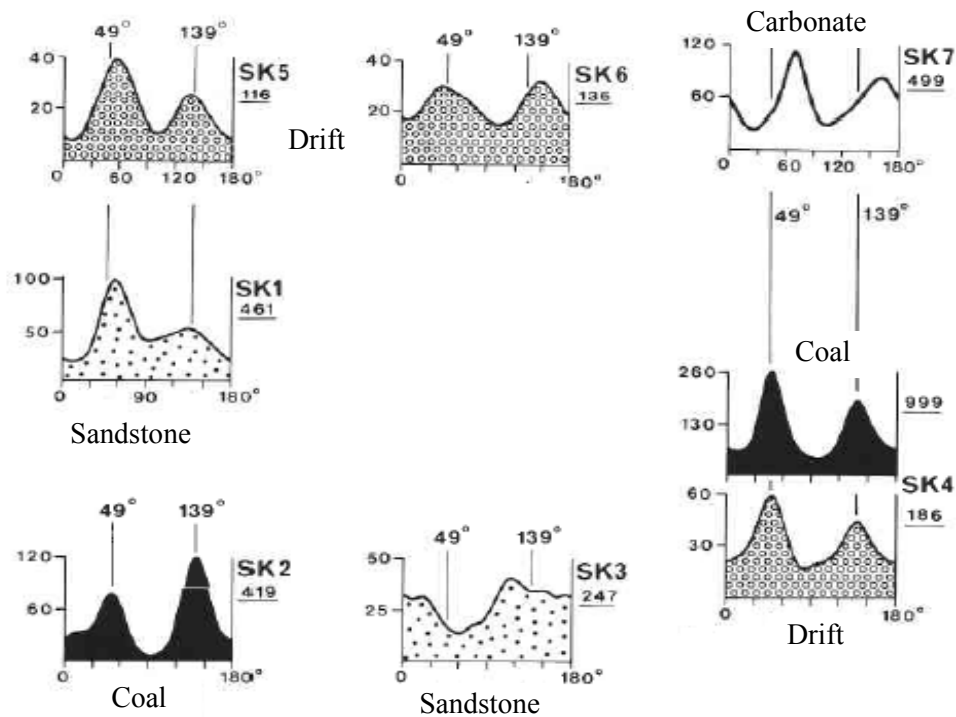 Carbonate
49° 139°
40
20
SK5
116
0 60 120 180°
Drift
49° 139°
40
20
SK6
136
0 180°
120
60
SK7
499
0 60 120 180°
100
50
SK1
461
0 90 180°
Sandstone
49° 139°
Coal
260
130
999
60
30
SK4
186
0 180°
Drift
49° 139°
120
60
SK2
419
0 180°
Coal
49° 139°
50
25
SK3
247
0 180°
Sandstone